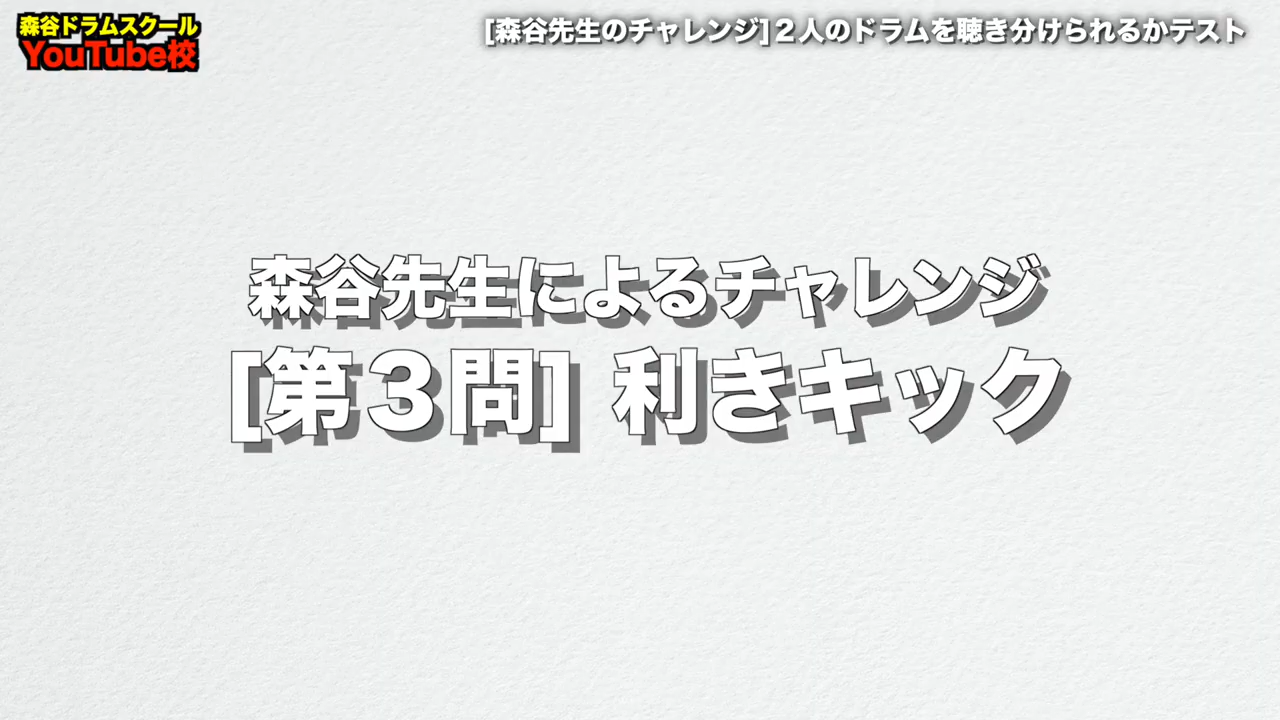 森谷ドラムスクール
YouTube校
[森谷先生のチャレンジ]２人のドラムを聴き分けられるかテスト
森谷先生によるチャレンジ
[第３問] 利きキック